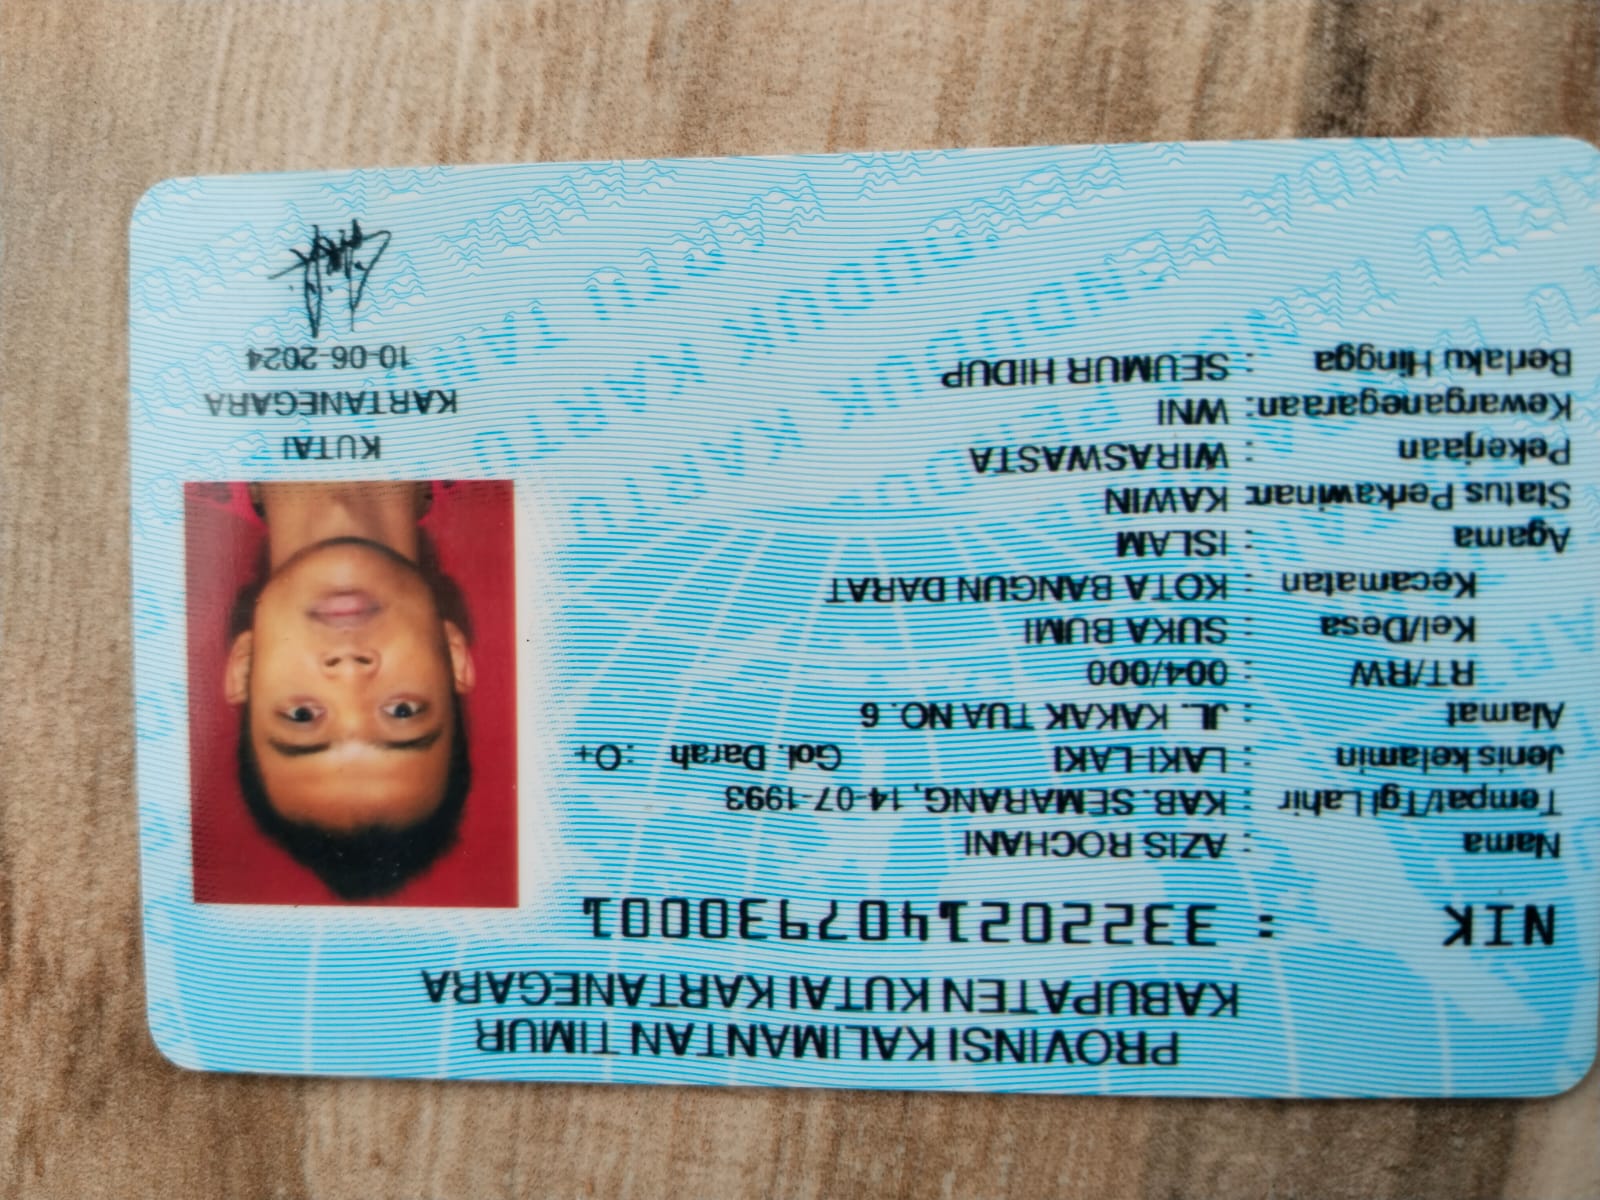 PROVINSI KALIMANTAN TIMUR
KABUPATEN KUTAI KARTANEGARA
NIK : 3322021407930001
Nama : AZIS ROCHANI
Tempat/Tgl Lahir : KAB. SEMARANG, 14-07-1993
Jenis kelamin : LAKI-LAKI Gol. Darah :O+
Alamat : JL. KAKAK TUA NO. 6
RT/RW : 004/000
Kel/Desa : SUKA BUMI
Kecamatan : KOTA BANGUN DARAT
Agama : ISLAM
Status Perkawinan: KAWIN
Pekerjaan : WIRASWASTA
Kewarganegaraan: WNI
Berlaku Hingga : SEUMUR HIDUP
KUTAI
KARTANEGARA
10-06-2024